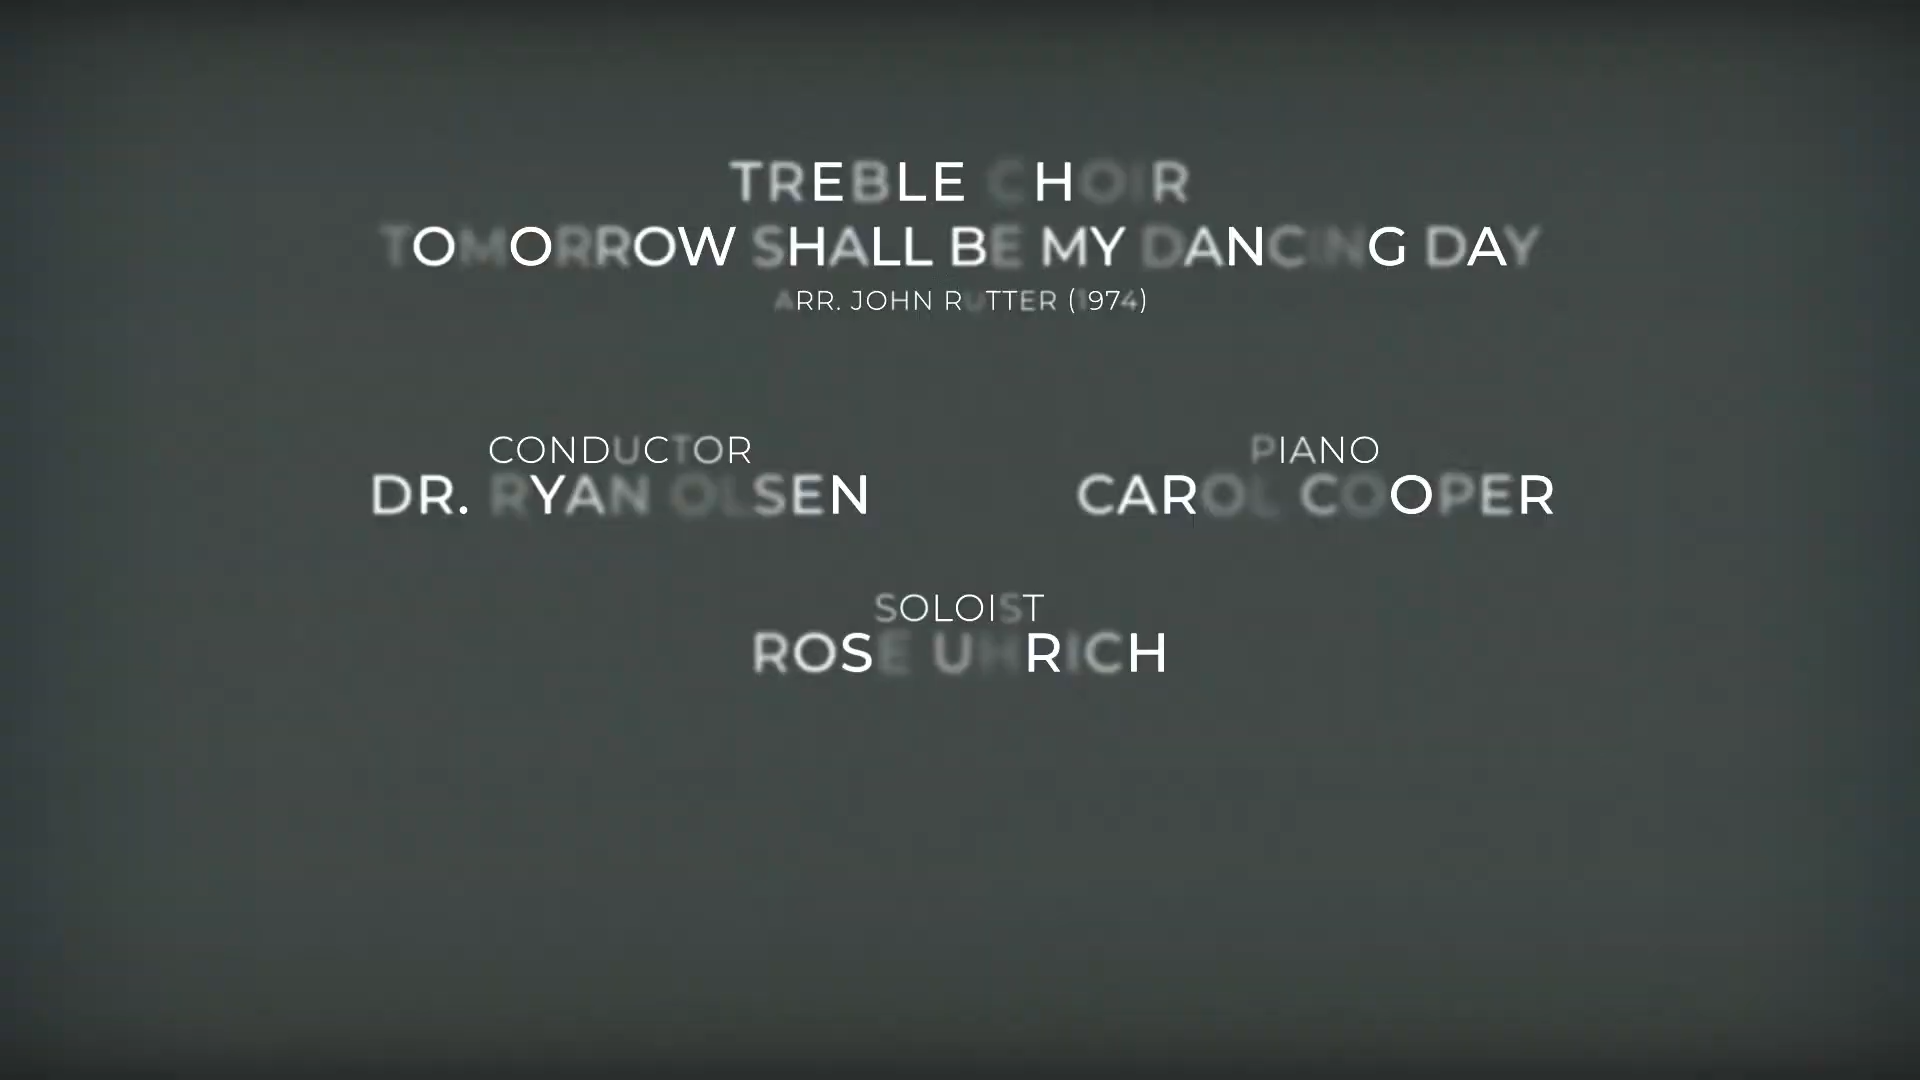 TREBLE CHOIR
TOMORROW SHALL BE MY DANCING DAY
ARR. JOHN RUTTER (1974)
CONDUCTOR
DR. RYAN OLSEN
PIANO
CAROL COOPER
SOLOIST
ROSE UHRICH